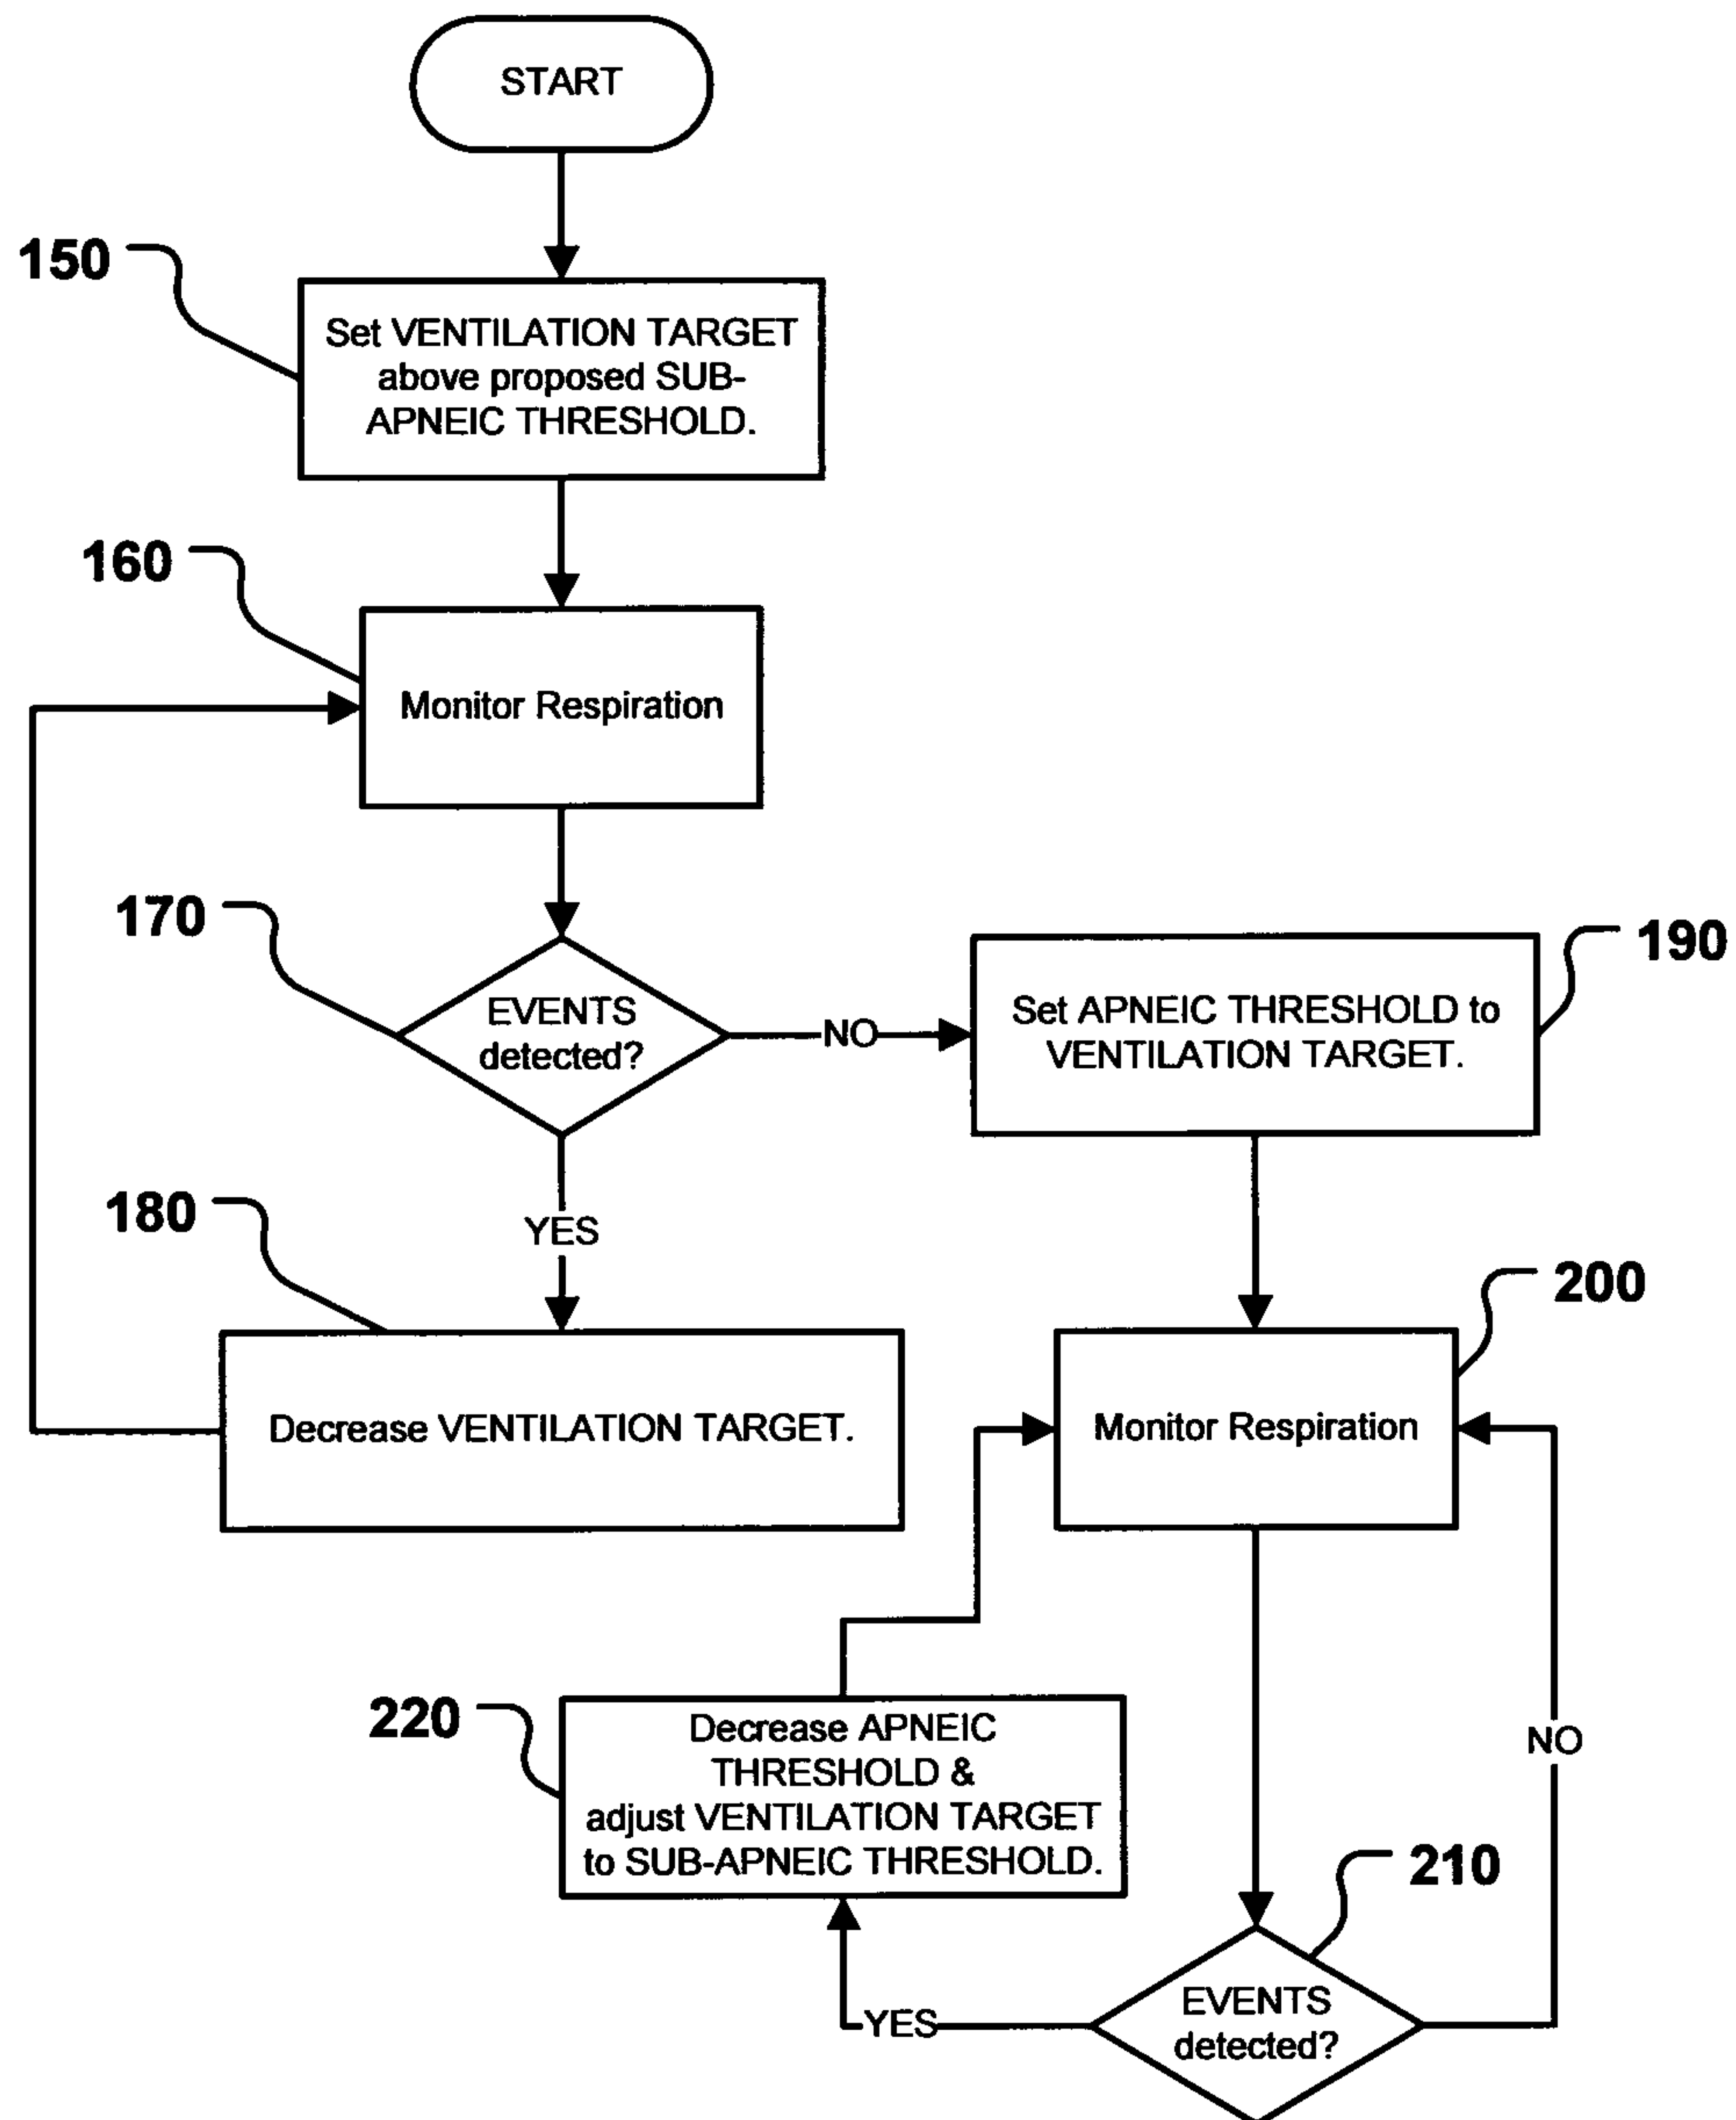 START
150
Set VENTILATION TARGET
above proposed SUB-
APNEIC THRESHOLD.
160
Monitor Respiration
170
EVENTS
detected?
NO
190
Set APNEIC THRESHOLD to
VENTILATION TARGET.
YES
180
Decrease VENTILATION TARGET.
200
Monitor Respiration
220
Decrease APNEIC
THRESHOLD &
adjust VENTILATION TARGET
to SUB-APNEIC THRESHOLD.
NO
210
EVENTS
detected?
YES